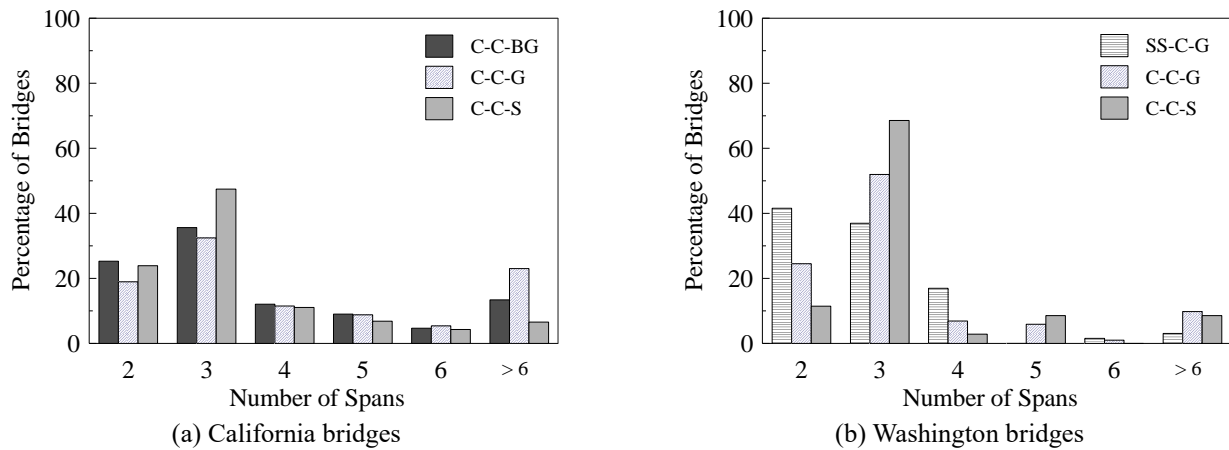 100
80
60
40
20
0
Percentage of Bridges
C-C-BG
C-C-G
C-C-S
2 3 4 5 6 > 6
Number of Spans
(a) California bridges
100
80
60
40
20
0
Percentage of Bridges
SS-C-G
C-C-G
C-C-S
2 3 4 5 6 > 6
Number of Spans
(b) Washington bridges